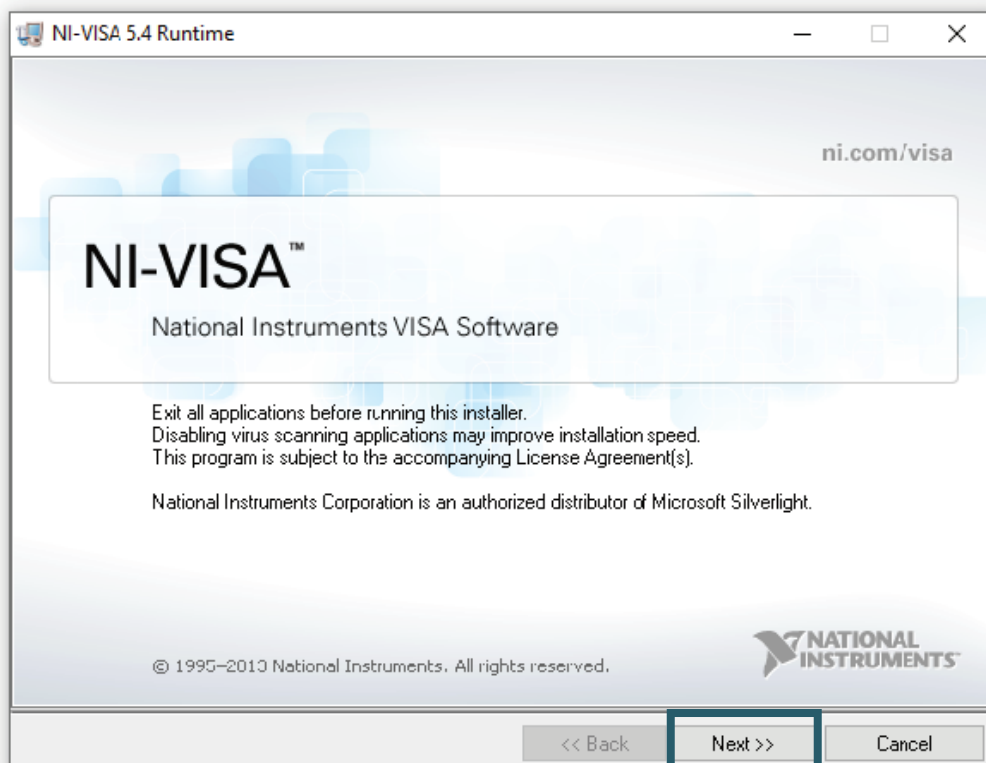 NI-VISA 5.4 Runtime
ni.com/visa
NI-VISA™
National Instruments VISA Software
Exit all applications before running this installer.
Disabling virus scanning applications may improve installation speed.
This program is subject to the accompanying License Agreement(s).
National Instruments Corporation is an authorized distributor of Microsoft Silverlight.
© 1995–2013 National Instruments. All rights reserved.
NATIONAL
INSTRUMENTS™
<< Back
Next >>
Cancel